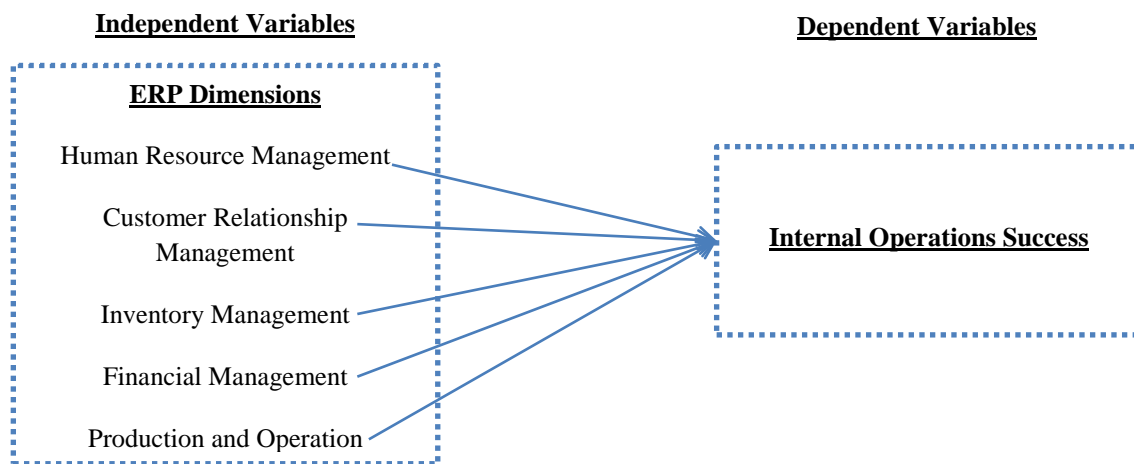 Independent Variables
Dependent Variables
ERP Dimensions
Human Resource Management
Customer Relationship
Management
Inventory Management
Financial Management
Production and Operation
Internal Operations Success